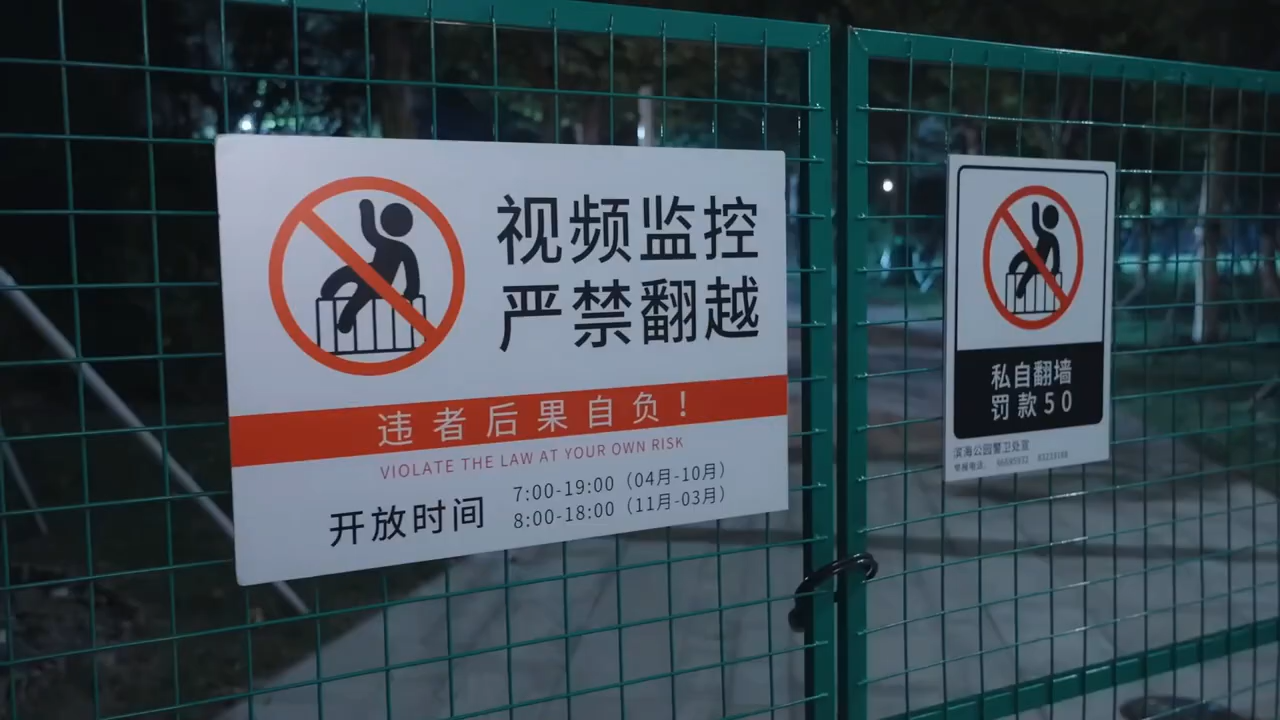 视频监控
严禁翻越
违者后果自负！
VIOLATE THE LAW AT YOUR OWN RISK
开放时间
7:00-19:00（04月-10月）
8:00-18:00（11月-03月）
私自翻墙
罚款50
滨海公园警卫处宣